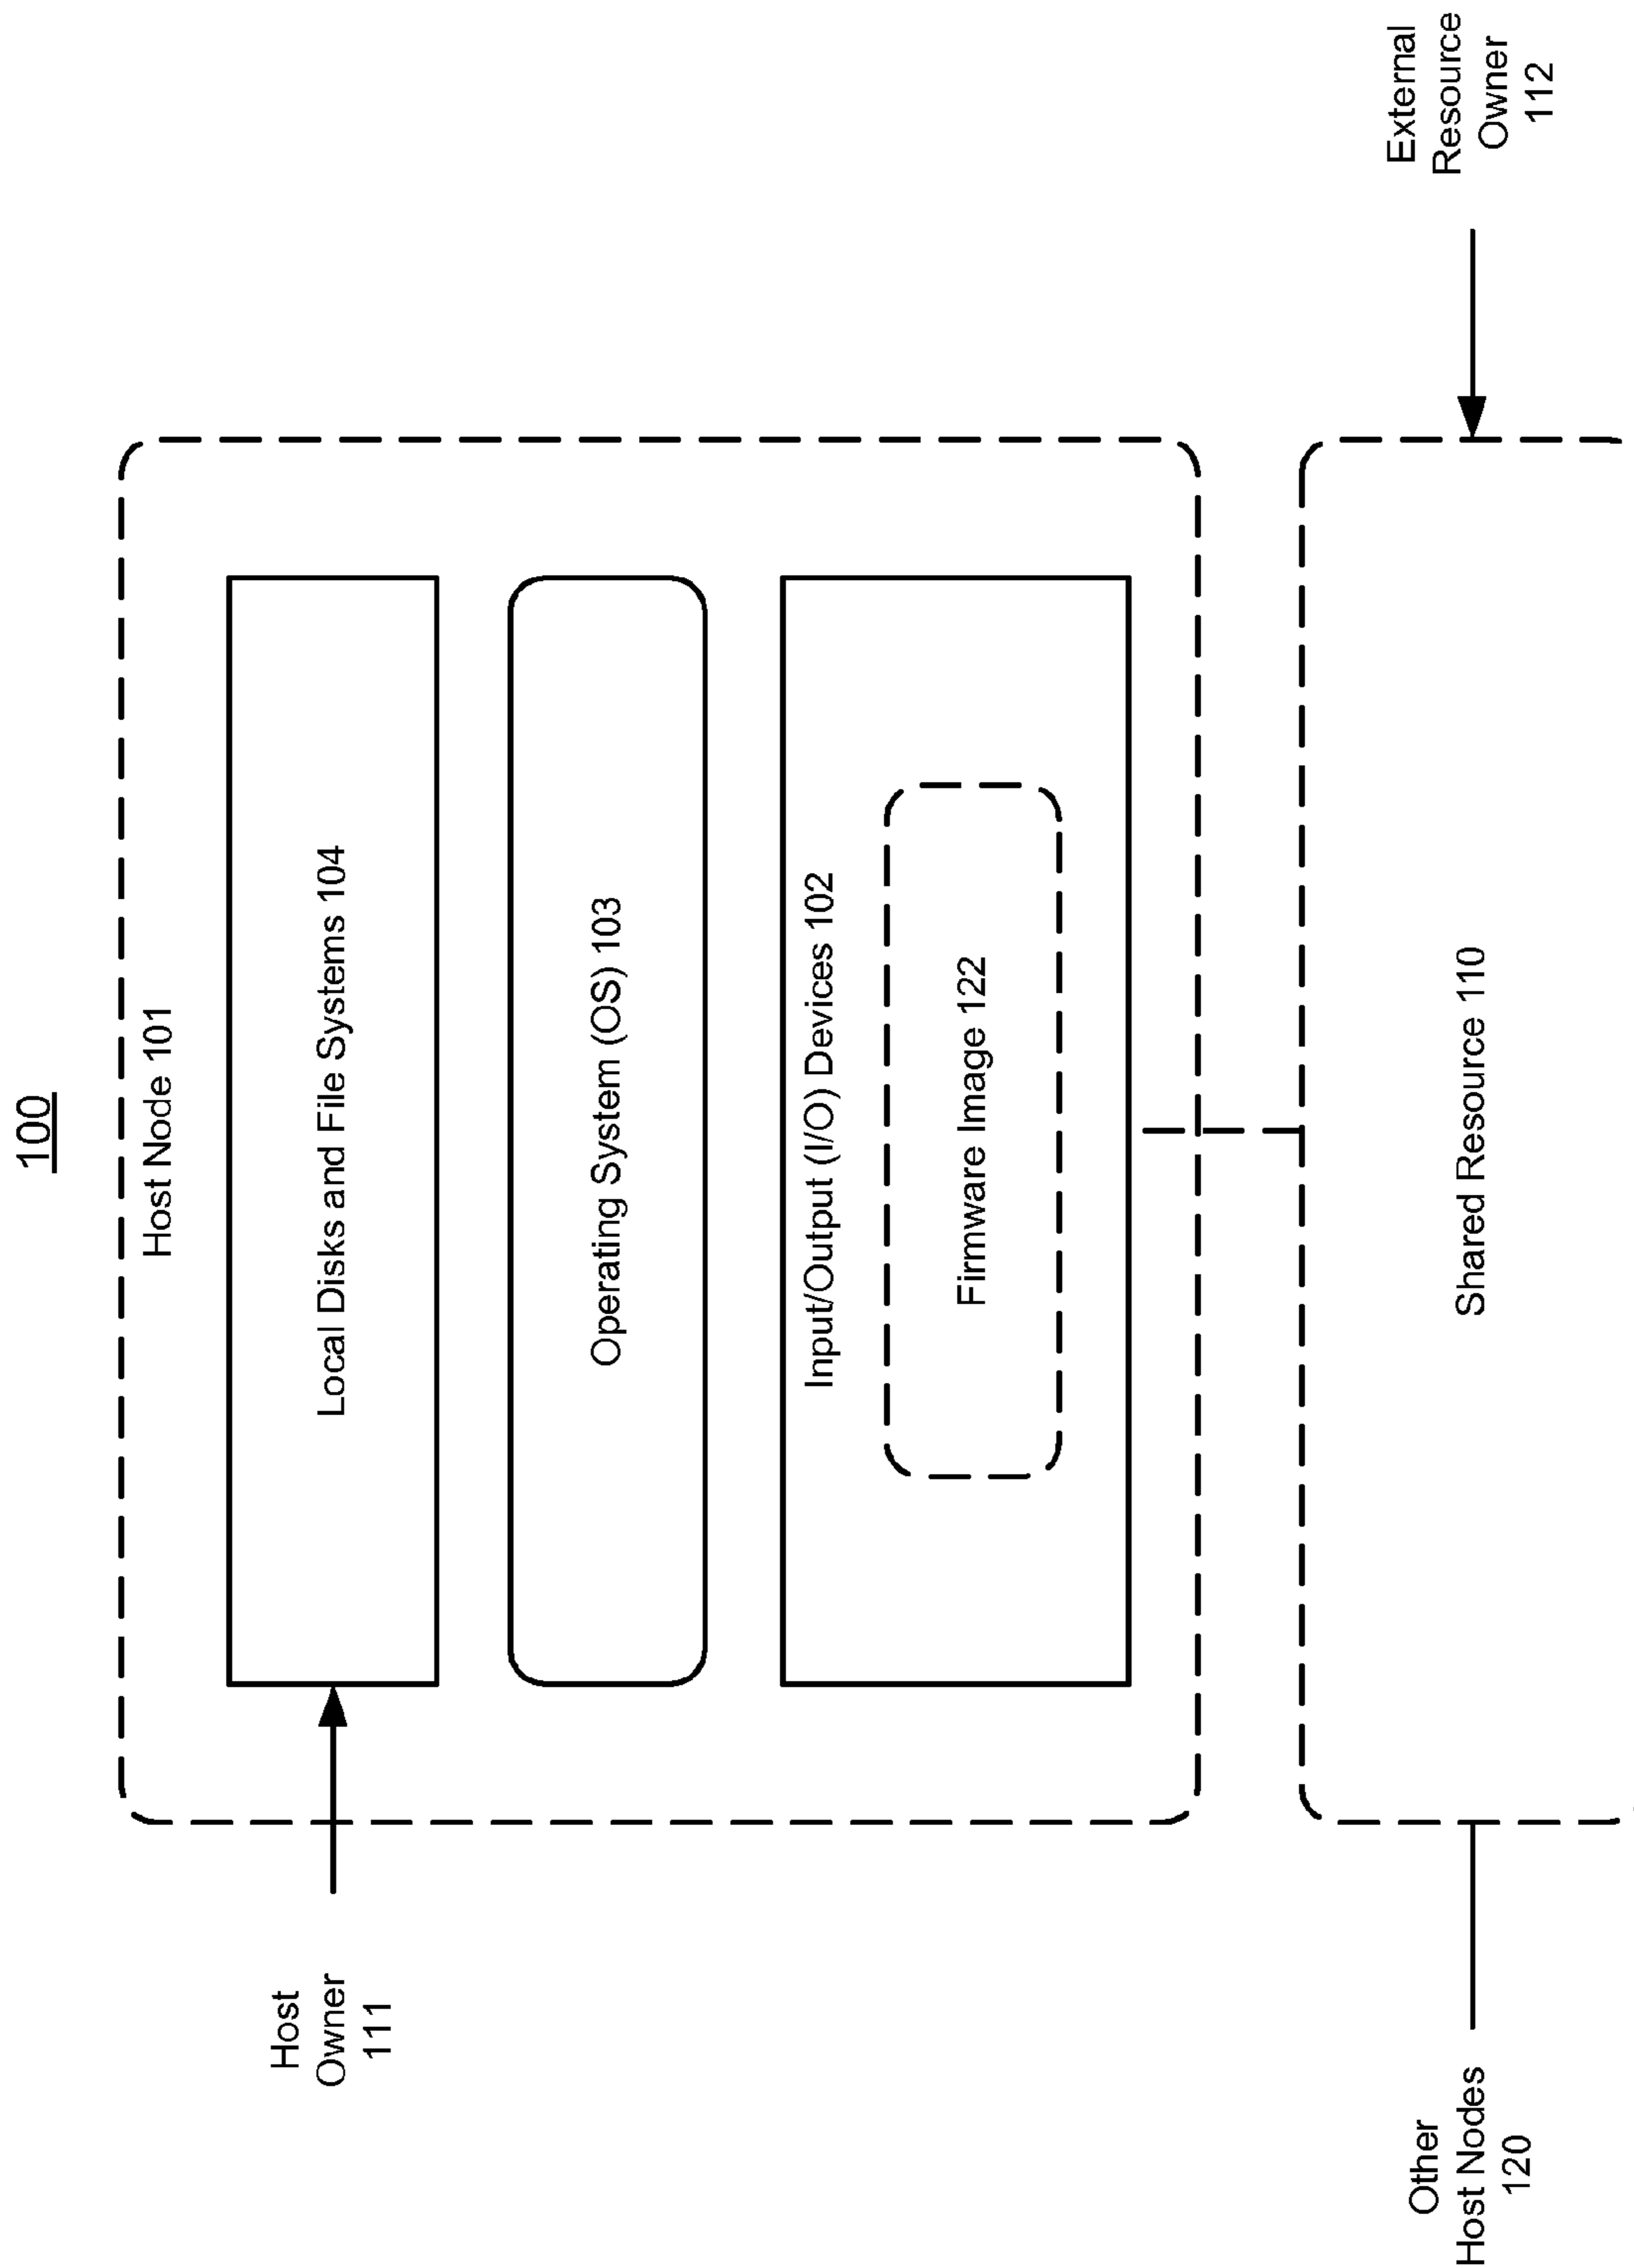 100
Host Node 101
Host
Owner
111
Local Disks and File Systems 104
Operating System (OS) 103
Input/Output (I/O) Devices 102
Firmware Image 122
Other
Host Nodes
120
Shared Resource 110
External
Resource
Owner
112